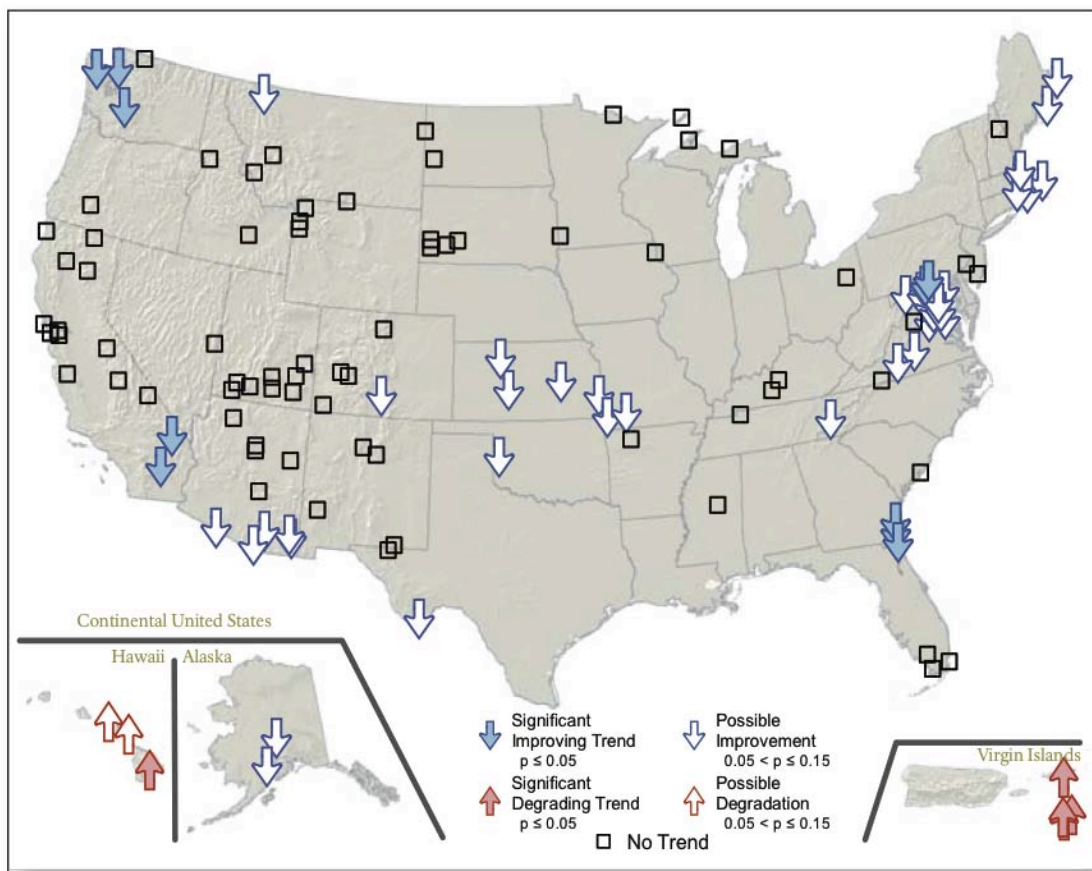 Continental United States
Hawaii
Alaska
Significant
Improving Trend
p ≤ 0.05
Possible
Improvement
0.05 < p ≤ 0.15
Significant
Degrading Trend
p ≤ 0.05
Possible
Degradation
0.05 < p ≤ 0.15
No Trend
Virgin Islands